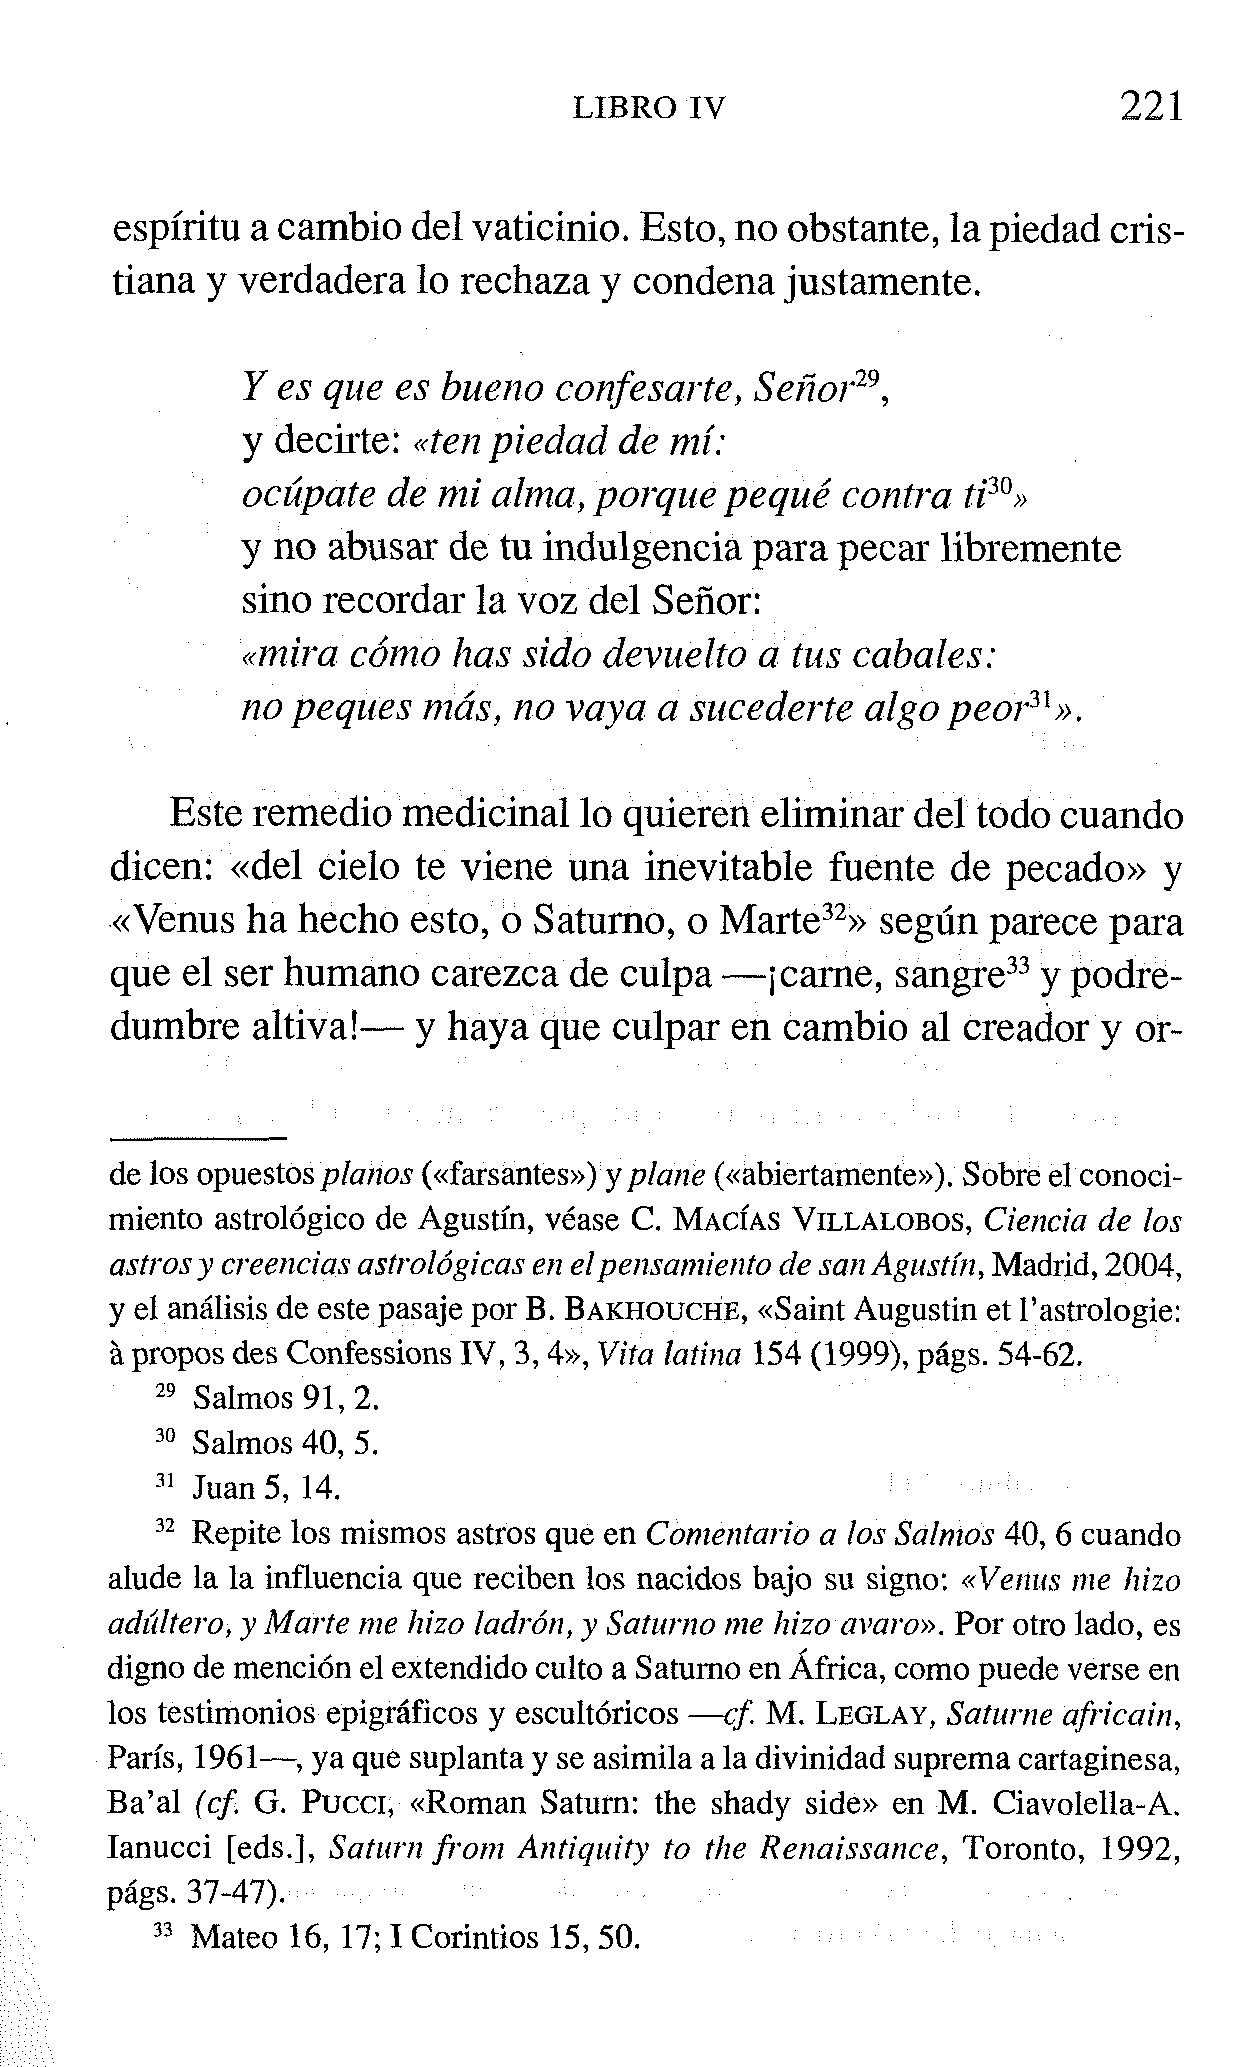 LIBRO IV 221
espíritu a cambio del vaticinio. Esto, no obstante, la piedad cris-
tiana y verdadera lo rechaza y condena justamente.
Y es que es bueno confesarte, Señor²⁹,
y decirte: «ten piedad de mí:
ocúpate de mi alma, porque pequé contra ti³⁰»
y no abusar de tu indulgencia para pecar libremente
sino recordar la voz del Señor:
«mira cómo has sido devuelto a tus cabales:
no peques más, no vaya a sucederte algo peor³¹».
Este remedio medicinal lo quieren eliminar del todo cuando
dicen: «del cielo te viene una inevitable fuente de pecado» y
«Venus ha hecho esto, o Saturno, o Marte³²» según parece para
que el ser humano carezca de culpa —¡carne, sangre³³ y podre-
dumbre altiva!— y haya que culpar en cambio al creador y or-
de los opuestos planos («farsantes») y plane («abiertamente»). Sobre el conoci-
miento astrológico de Agustín, véase C. MACÍAS VILLALOBOS, Ciencia de los
astros y creencias astrológicas en el pensamiento de san Agustín, Madrid, 2004,
y el análisis de este pasaje por B. BAKHOUCHE, «Saint Augustin et l'astrologie:
à propos des Confessions IV, 3, 4», Vita latina 154 (1999), págs. 54-62.
²⁹ Salmos 91, 2.
³⁰ Salmos 40, 5.
³¹ Juan 5, 14.
³² Repite los mismos astros que en Comentario a los Salmos 40, 6 cuando
alude la la influencia que reciben los nacidos bajo su signo: «Venus me hizo
adúltero, y Marte me hizo ladrón, y Saturno me hizo avaro». Por otro lado, es
digno de mención el extendido culto a Saturno en África, como puede verse en
los testimonios epigráficos y escultóricos —cf. M. LEGLAY, Saturne africain,
París, 1961—, ya que suplanta y se asimila a la divinidad suprema cartaginesa,
Ba'al (cf. G. PUCCI, «Roman Saturn: the shady side» en M. Ciavolella-A.
Ianucci [eds.], Saturn from Antiquity to the Renaissance, Toronto, 1992,
págs. 37-47).
³³ Mateo 16, 17; I Corintios 15, 50.